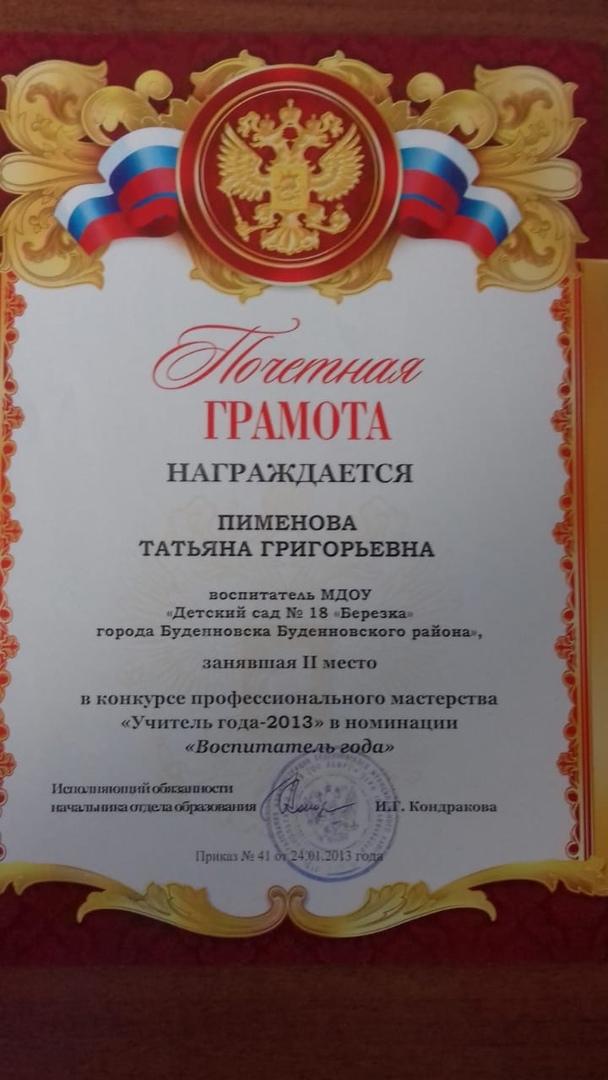 Почетная
ГРАМОТА
НАГРАЖДАЕТСЯ
ПИМЕНОВА
ТАТЬЯНА ГРИГОРЬЕВНА
воспитатель МДОУ
«Детский сад № 18 «Березка»
города Буденновска Буденновского района»,
занявшая II место
в конкурсе профессионального мастерства
«Учитель года-2013» в номинации
«Воспитатель года»
Исполняющий обязанности
начальника отдела образования И.Г. Кондракова
Приказ № 41 от 24.01.2013 года